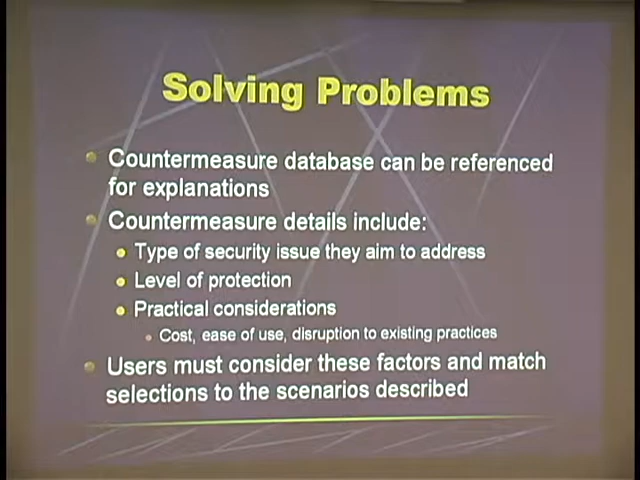 Solving Problems
Countermeasure database can be referenced
for explanations
Countermeasure details include:
Type of security issue they aim to address
Level of protection
Practical considerations
Cost, ease of use, disruption to existing practices
Users must consider these factors and match
selections to the scenarios described